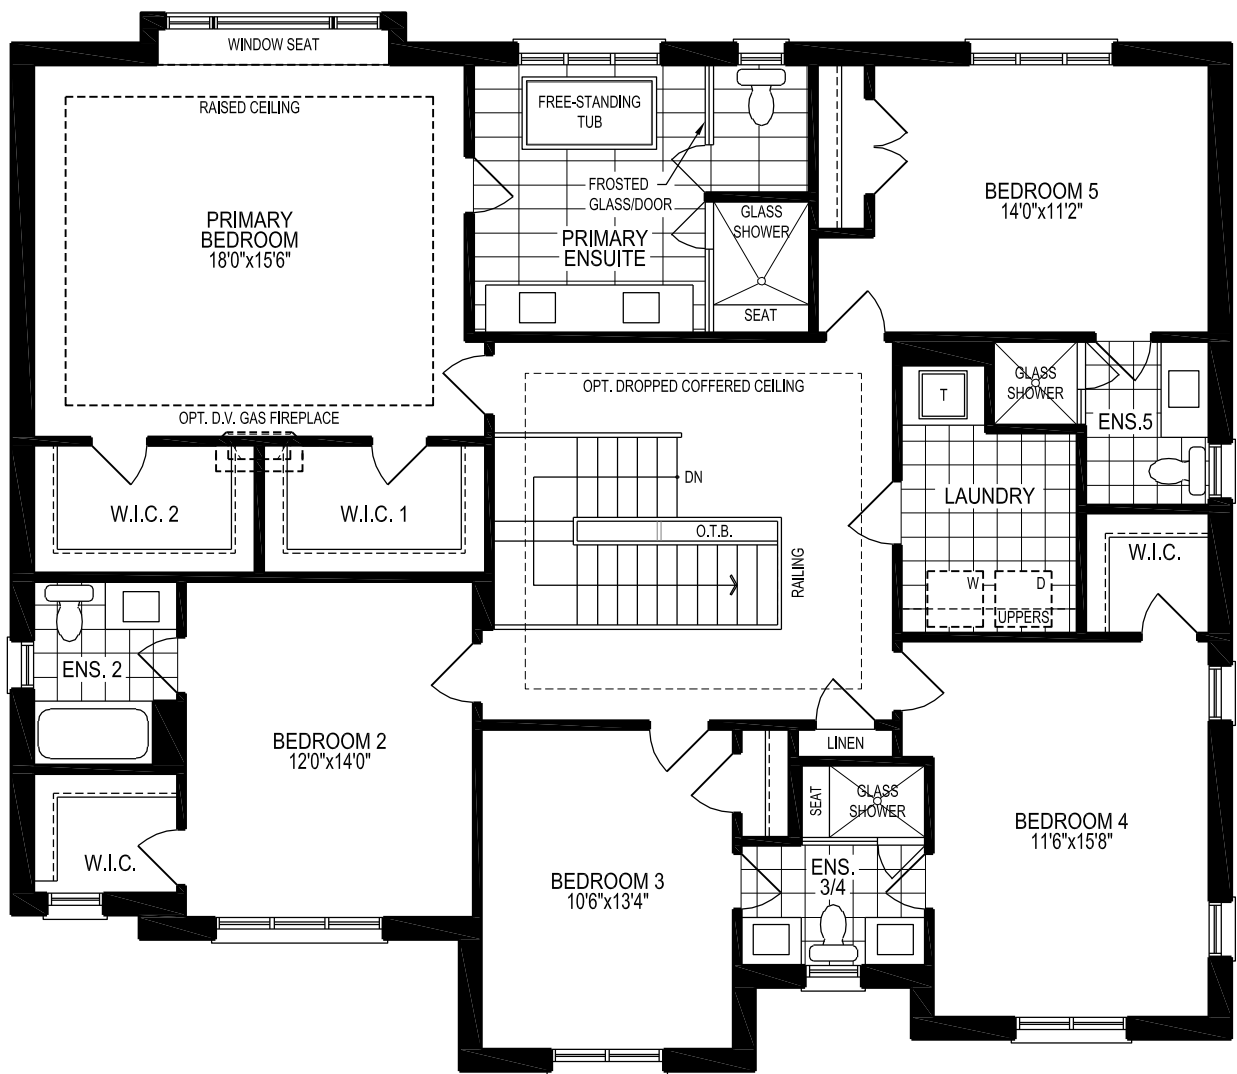 WINDOW SEAT
RAISED CEILING
PRIMARY
BEDROOM
18'0"x15'6"
OPT. D.V. GAS FIREPLACE
FREE-STANDING
TUB
FROSTED
GLASS/DOOR
PRIMARY
ENSUITE
GLASS
SHOWER
SEAT
BEDROOM 5
14'0"x11'2"
OPT. DROPPED COFFERED CEILING
T
GLASS
SHOWER
ENS.5
W.I.C. 2
W.I.C. 1
DN
O.T.B.
RAILING
LAUNDRY
W
D
UPPERS
W.I.C.
ENS. 2
BEDROOM 2
12'0"x14'0"
W.I.C.
LINEN
SEAT
GLASS
SHOWER
ENS.
3/4
BEDROOM 3
10'6"x13'4"
BEDROOM 4
11'6"x15'8"